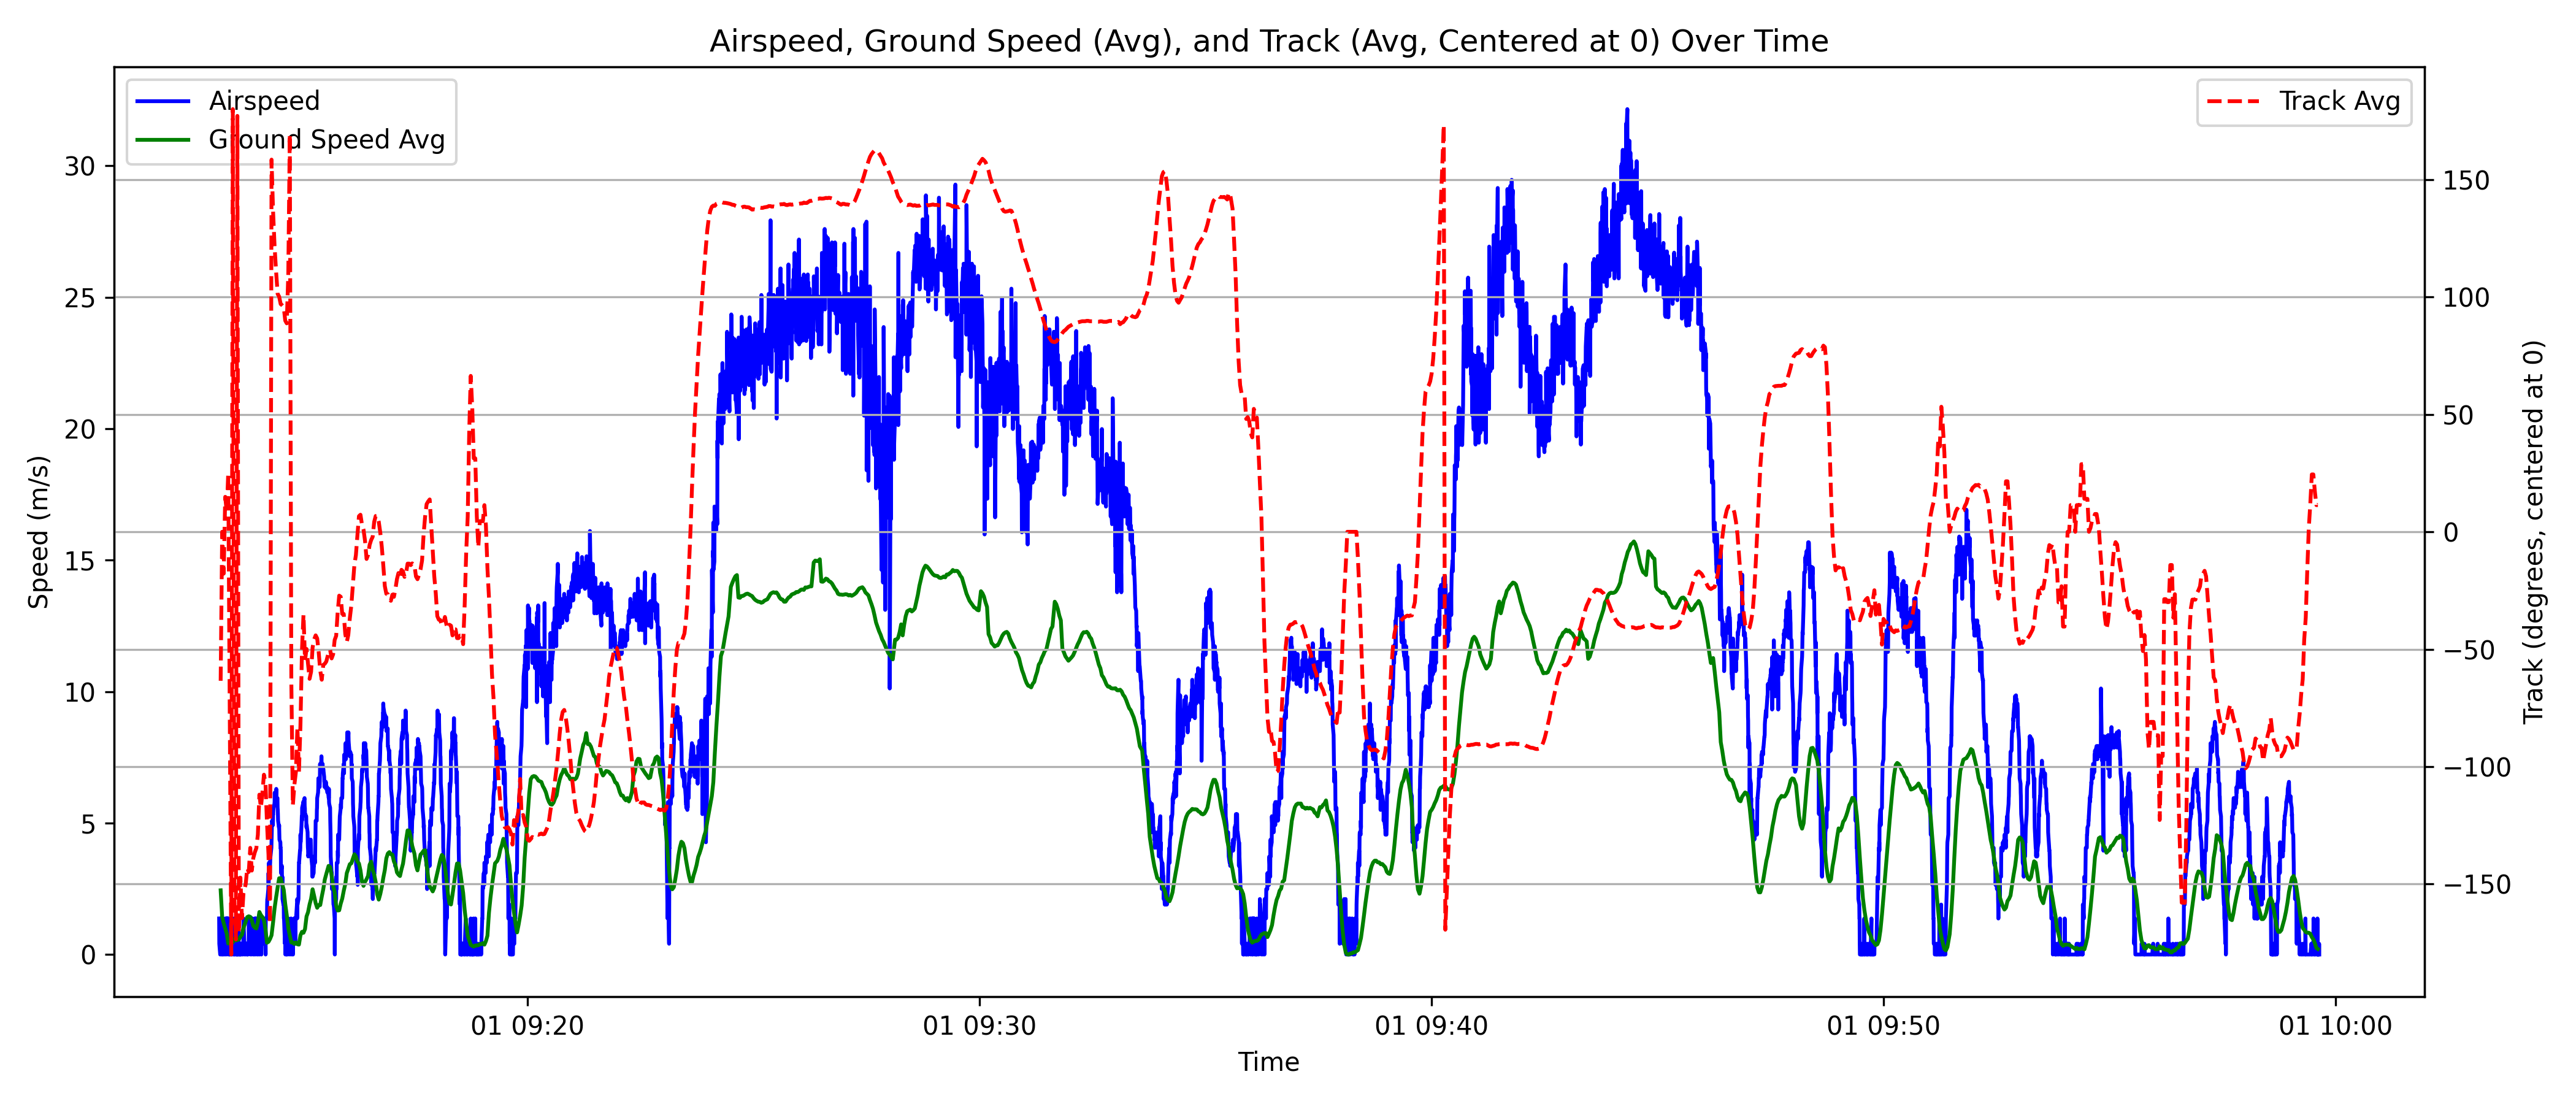 Airspeed, Ground Speed (Avg), and Track (Avg, Centered at 0) Over Time
Airspeed
Ground Speed Avg
Track Avg
Speed (m/s)
30
25
20
15
10
5
0
150
100
50
0
−50
−100
−150
Track (degrees, centered at 0)
01 09:20
01 09:30
01 09:40
01 09:50
01 10:00
Time